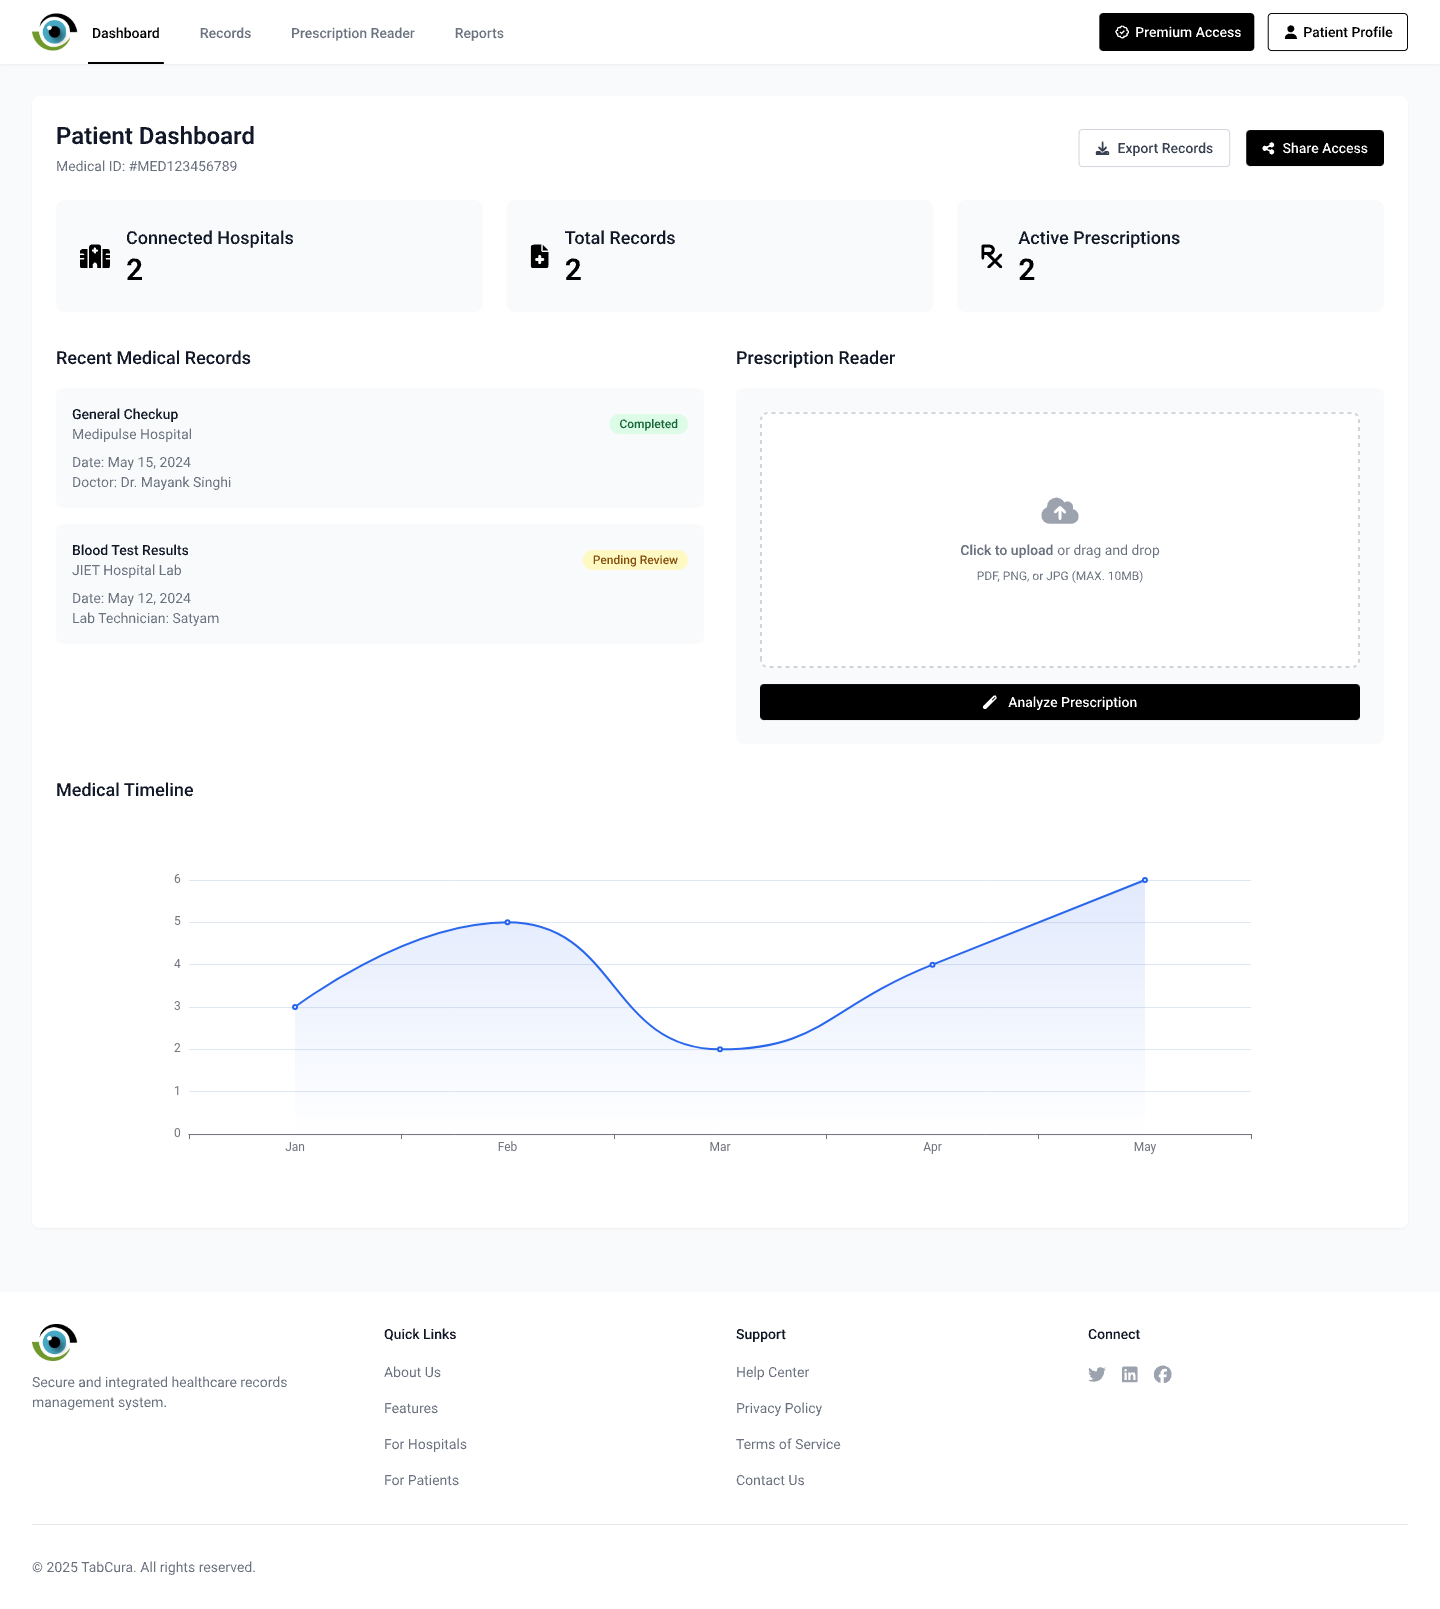 Dashboard
Records
Prescription Reader
Reports
Premium Access
Patient Profile
Patient Dashboard
Medical ID: #MED123456789
Export Records
Share Access
Connected Hospitals
2
Total Records
2
Active Prescriptions
2
Recent Medical Records
General Checkup
Medipulse Hospital
Completed
Date: May 15, 2024
Doctor: Dr. Mayank Singhi
Blood Test Results
JIET Hospital Lab
Pending Review
Date: May 12, 2024
Lab Technician: Satyam
Prescription Reader
Click to upload or drag and drop
PDF, PNG, or JPG (MAX. 10MB)
Analyze Prescription
Medical Timeline
6
5
4
3
2
1
0
Jan
Feb
Mar
Apr
May
Secure and integrated healthcare records
management system.
Quick Links
About Us
Features
For Hospitals
For Patients
Support
Help Center
Privacy Policy
Terms of Service
Contact Us
Connect
© 2025 TabCura. All rights reserved.